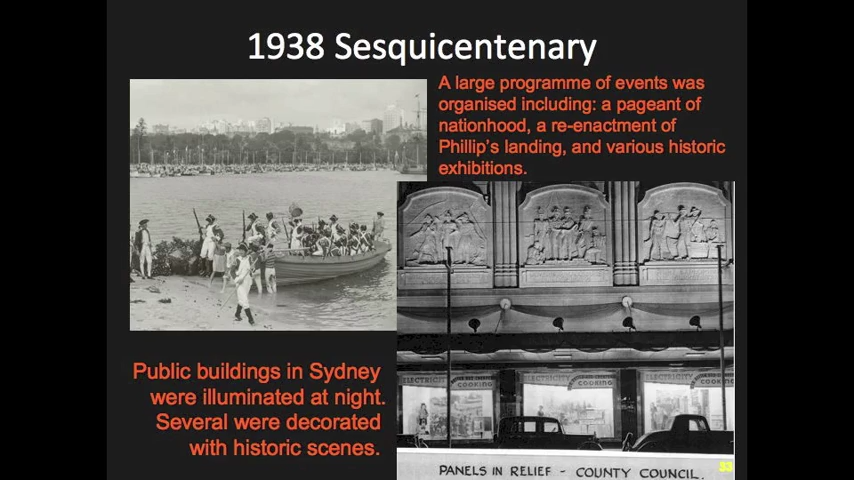 1938 Sesquicentenary
A large programme of events was
organised including: a pageant of
nationhood, a re-enactment of
Phillip's landing, and various historic
exhibitions.
Public buildings in Sydney
were illuminated at night.
Several were decorated
with historic scenes.
ELECTRICITY COOKING
ELECTRICITY COOKING
ELECTRICITY COOKING
PANELS IN RELIEF - COUNTY COUNCIL.